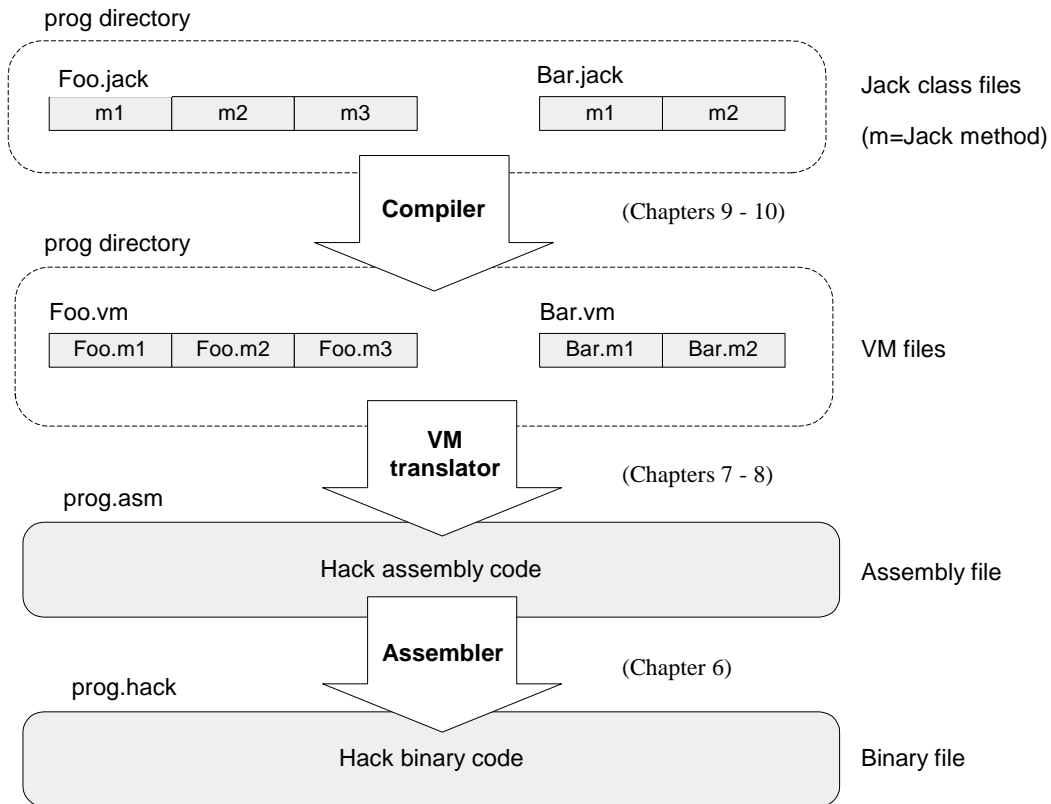 prog directory
Foo.jack
Bar.jack
m1 m2 m3
m1 m2
Jack class files
(m=Jack method)
Compiler
(Chapters 9 - 10)
prog directory
Foo.vm
Bar.vm
Foo.m1 Foo.m2 Foo.m3
Bar.m1 Bar.m2
VM files
VM
translator
(Chapters 7 - 8)
prog.asm
Hack assembly code
Assembly file
Assembler
(Chapter 6)
prog.hack
Hack binary code
Binary file